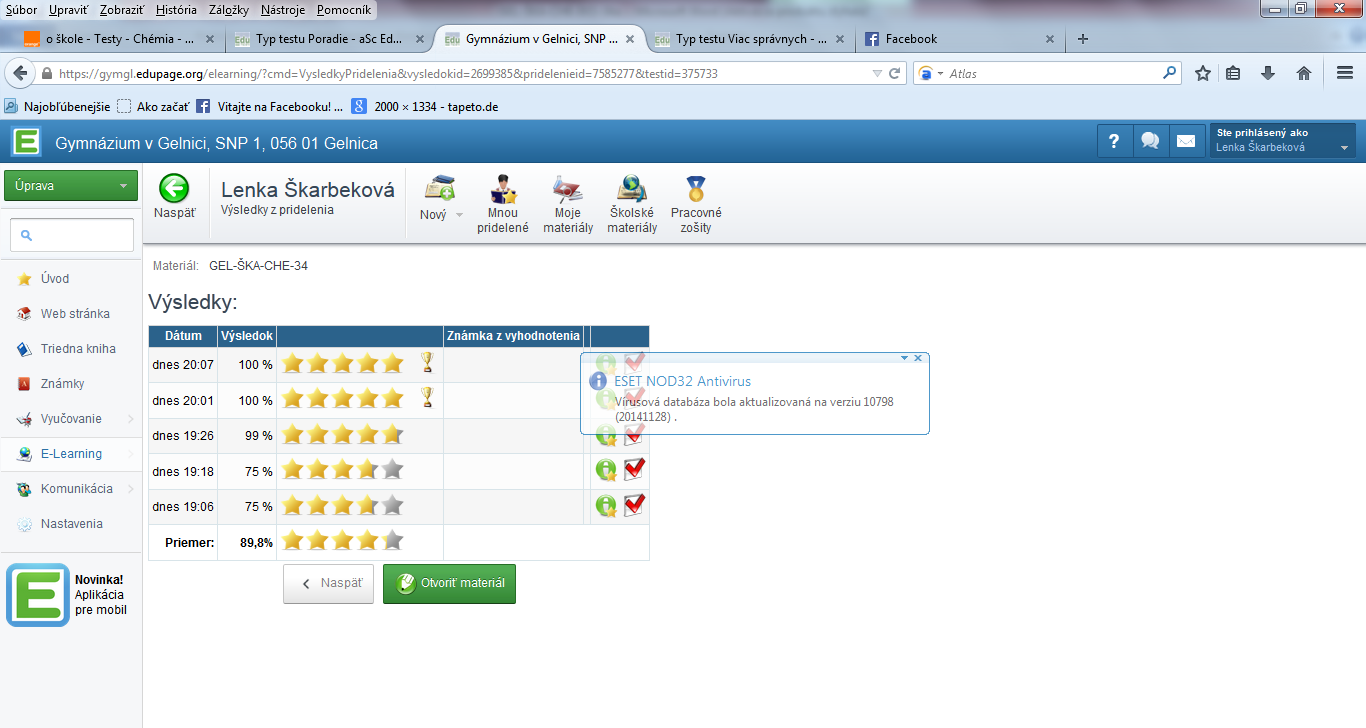 Súbor Upraviť Zobraziť História Záložky Nástroje Pomocník
o škole - Testy - Chémia - ...
Typ testu Poradie - aSc Ed...
Gymnázium v Gelnici, SNP ...
Typ testu Viac správnych - ...
Facebook
https://gymgl.edupage.org/elearning/?cmd=VysledkyPridelenia&vysledokid=2699385&pridelenieid=7585277&testid=375733
Atlas
Najobľúbenejšie Ako začať Vitajte na Facebooku! ... 2000 × 1334 - tapeto.de
Gymnázium v Gelnici, SNP 1, 056 01 Gelnica
?
Ste prihlásený ako
Lenka Škarbeková
Úprava
Naspäť
Lenka Škarbeková
Výsledky z pridelenia
Nový
Mnou
pridelené
Moje
materiály
Školské
materiály
Pracovné
zošity
Úvod
Web stránka
Triedna kniha
Známky
Vyučovanie
E-Learning
Komunikácia
Nastavenia
Novinka!
Aplikácia
pre mobil
Materiál: GEL-ŠKA-CHE-34
Výsledky:
Dátum Výsledok Známka z vyhodnotenia
dnes 20:07 100 %
dnes 20:01 100 %
dnes 19:26 99 %
dnes 19:18 75 %
dnes 19:06 75 %
Priemer: 89,8%
Naspäť
Otvoriť materiál
ESET NOD32 Antivirus
Vírusová databáza bola aktualizovaná na verziu 10798
(20141128) .